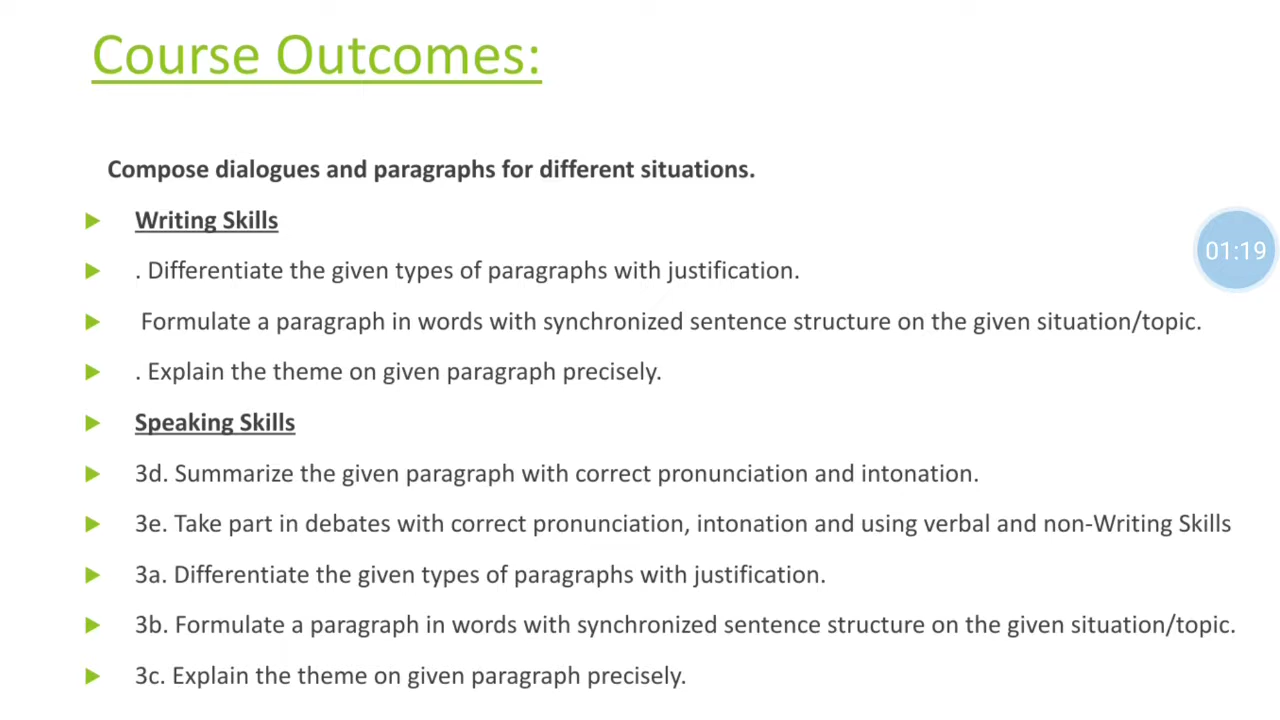 Course Outcomes:
Compose dialogues and paragraphs for different situations.
Writing Skills
. Differentiate the given types of paragraphs with justification.
Formulate a paragraph in words with synchronized sentence structure on the given situation/topic.
01:19
. Explain the theme on given paragraph precisely.
Speaking Skills
3d. Summarize the given paragraph with correct pronunciation and intonation.
3e. Take part in debates with correct pronunciation, intonation and using verbal and non-Writing Skills
3a. Differentiate the given types of paragraphs with justification.
3b. Formulate a paragraph in words with synchronized sentence structure on the given situation/topic.
3c. Explain the theme on given paragraph precisely.